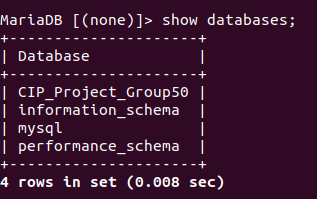 MariaDB [(none)]> show databases;
+--------------------+
| Database           |
+--------------------+
| CIP_Project_Group50 |
| information_schema  |
| mysql               |
| performance_schema  |
+---------------------+
4 rows in set (0.008 sec)